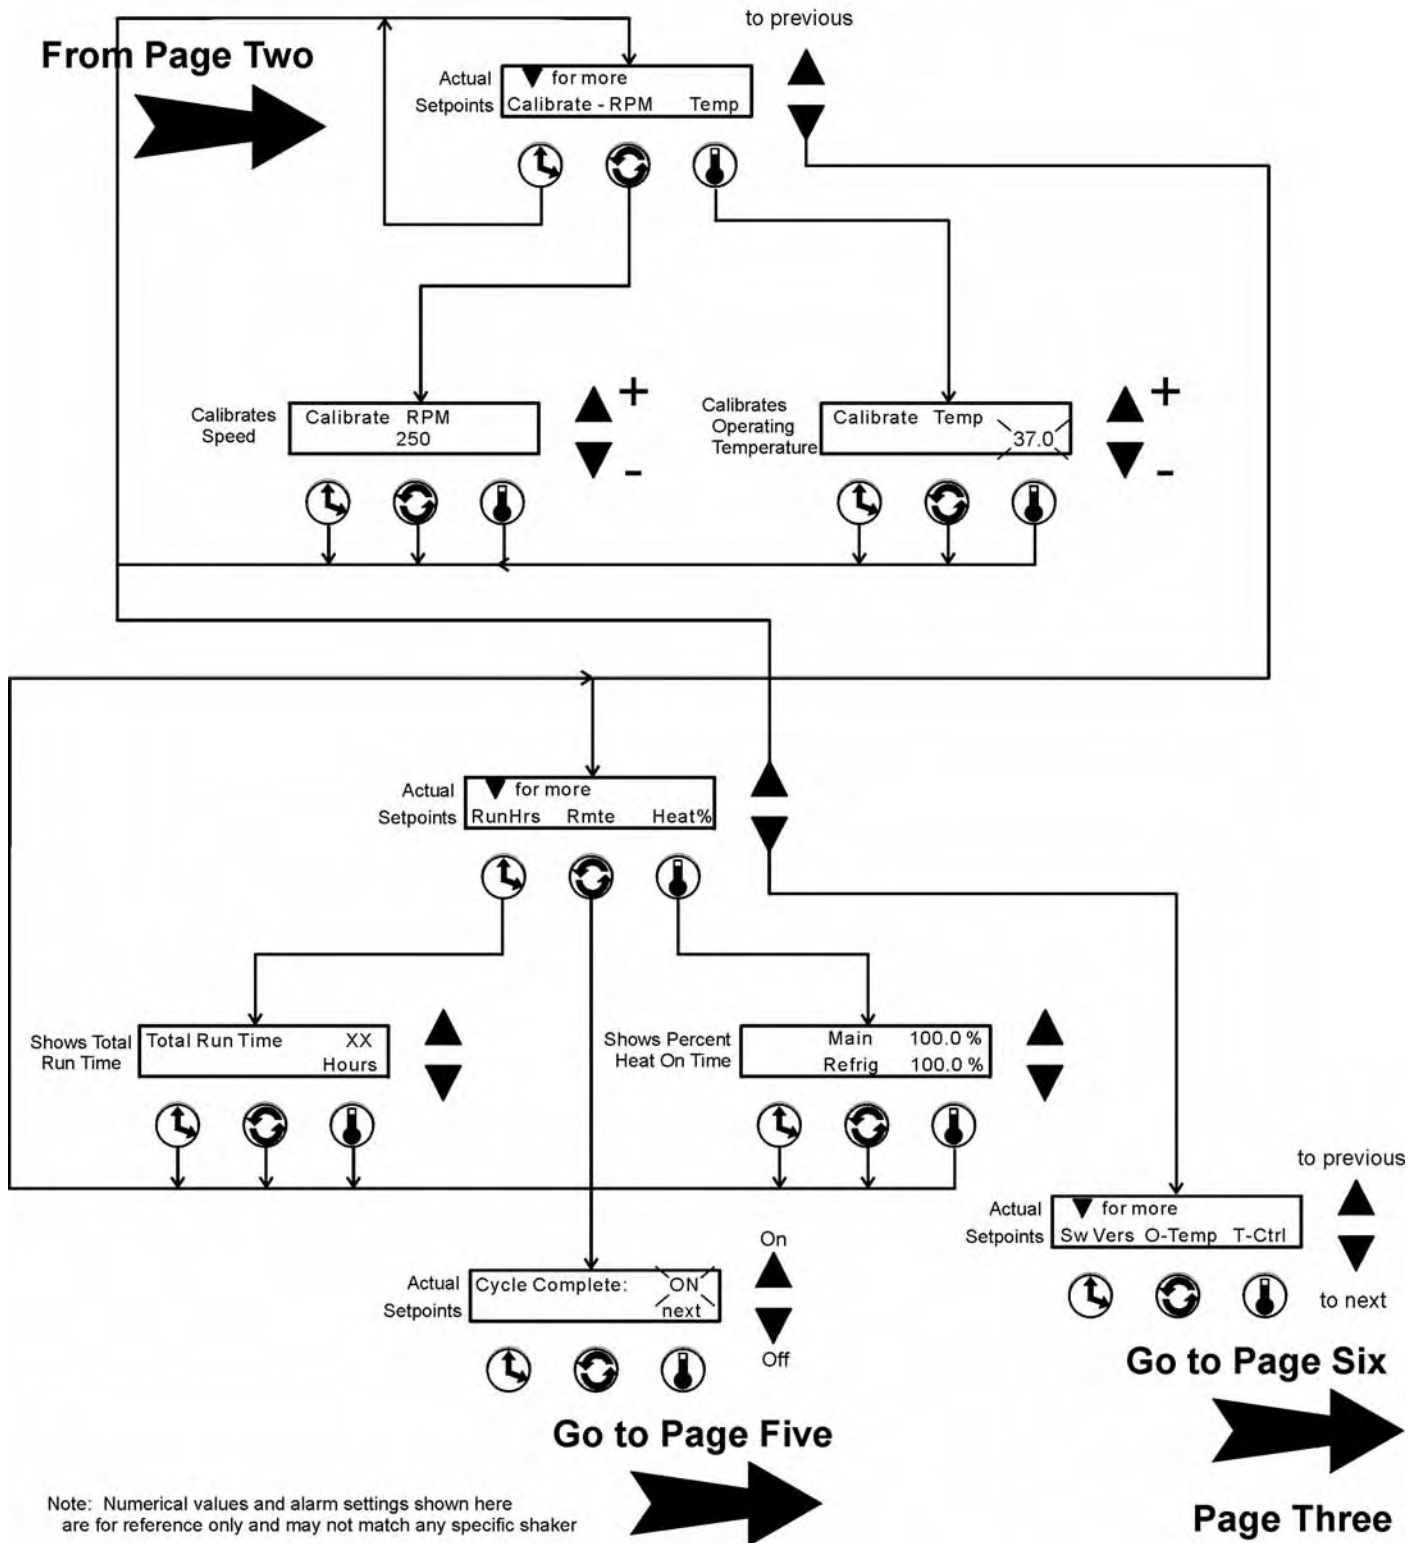 to previous
From Page Two
Actual
Setpoints
▼ for more
Calibrate - RPM Temp
Calibrates
Speed
Calibrate RPM
250
+
-
Calibrates
Operating
Temperature
Calibrate Temp
37.0
+
-
Actual
Setpoints
▼ for more
RunHrs Rmte Heat%
Shows Total
Run Time
Total Run Time XX
Hours
Shows Percent
Heat On Time
Main 100.0 %
Refrig 100.0 %
to previous
Actual
Setpoints
▼ for more
Sw Vers O-Temp T-Ctrl
to next
On
Actual
Setpoints
Cycle Complete: ON
next
Off
Go to Page Six
Go to Page Five
Note: Numerical values and alarm settings shown here
are for reference only and may not match any specific shaker
Page Three